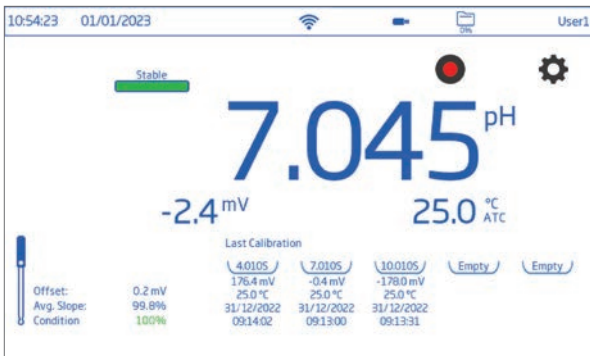 10:54:23 01/01/2023 0% User1
Stable
7.045 pH
-2.4 mV 25.0 °C ATC
Last Calibration
4.010S 7.010S 10.010S Empty Empty
176.4 mV -0.4 mV -178.0 mV
25.0 °C 25.0 °C 25.0 °C
31/12/2022 31/12/2022 31/12/2022
09:14:02 09:13:00 09:13:31
Offset: 0.2 mV
Avg. Slope: 99.8%
Condition 100%